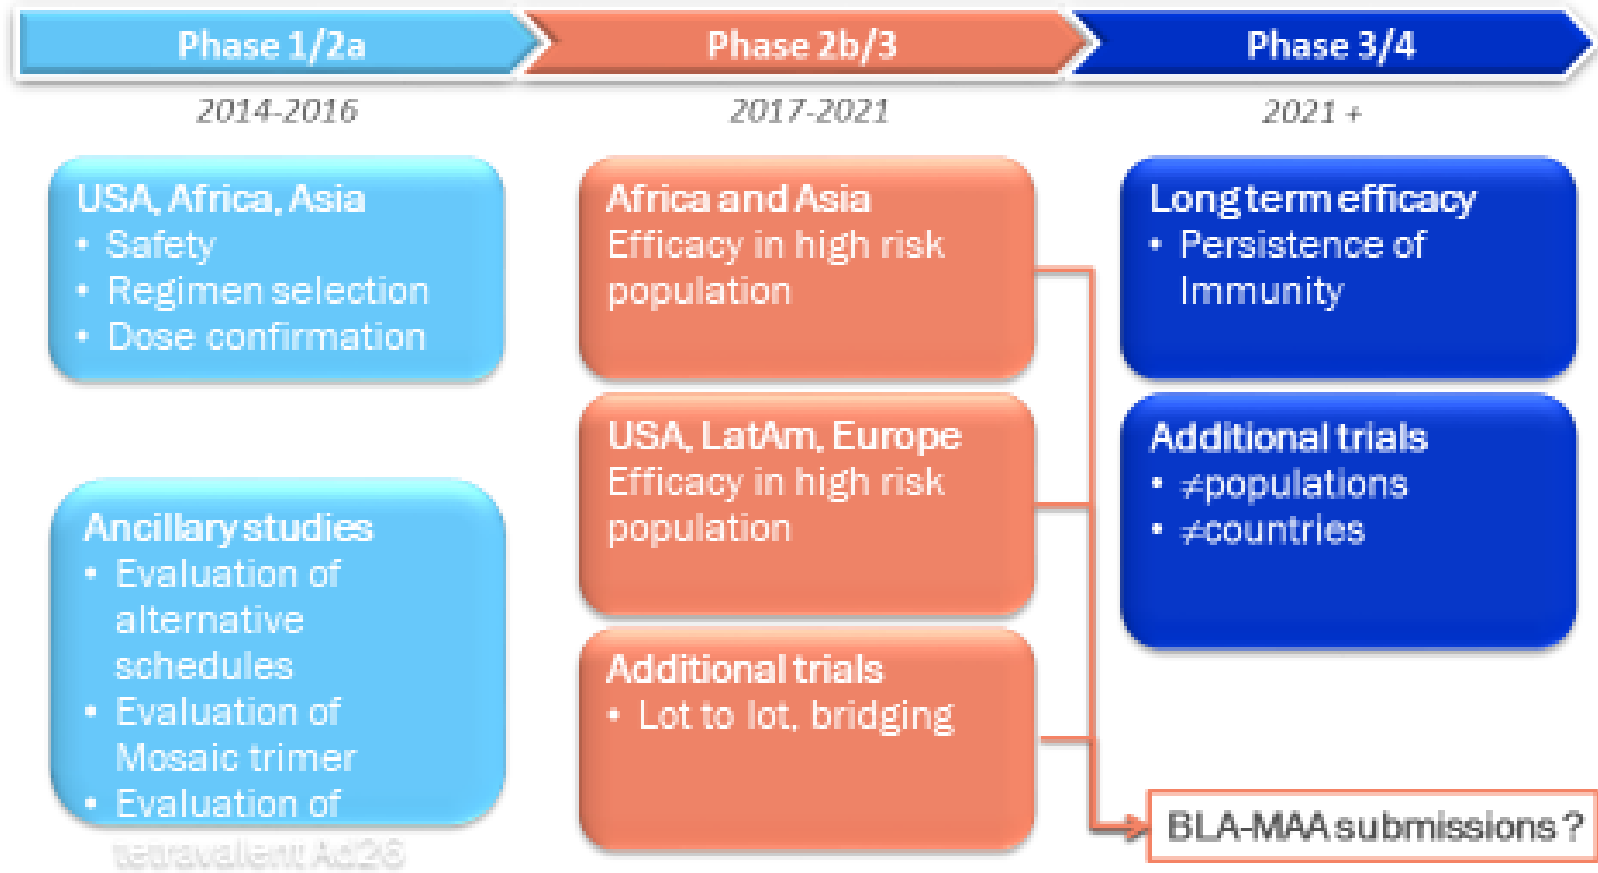 Phase 1/2a
Phase 2b/3
Phase 3/4
2014-2016
2017-2021
2021 +
USA, Africa, Asia
• Safety
• Regimen selection
• Dose confirmation
Ancillary studies
• Evaluation of
alternative
schedules
• Evaluation of
Mosaic trimer
• Evaluation of
tetravalent Ad26
Africa and Asia
Efficacy in high risk
population
USA, LatAm, Europe
Efficacy in high risk
population
Additional trials
• Lot to lot, bridging
Long term efficacy
• Persistence of
Immunity
Additional trials
• ≠populations
• ≠countries
BLA-MAA submissions ?